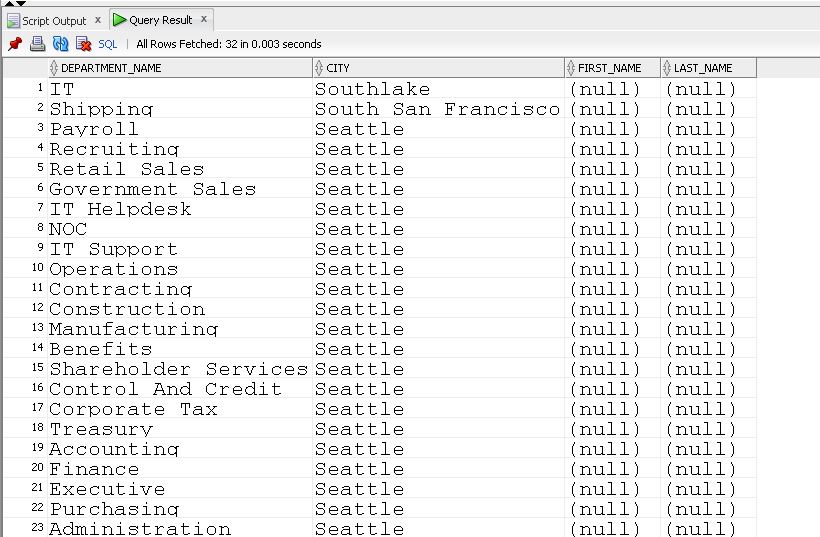 Script Output x Query Result x
SQL | All Rows Fetched: 32 in 0.003 seconds
DEPARTMENT_NAME CITY FIRST_NAME LAST_NAME
1 IT Southlake (null) (null)
2 Shipping South San Francisco (null) (null)
3 Payroll Seattle (null) (null)
4 Recruiting Seattle (null) (null)
5 Retail Sales Seattle (null) (null)
6 Government Sales Seattle (null) (null)
7 IT Helpdesk Seattle (null) (null)
8 NOC Seattle (null) (null)
9 IT Support Seattle (null) (null)
10 Operations Seattle (null) (null)
11 Contracting Seattle (null) (null)
12 Construction Seattle (null) (null)
13 Manufacturing Seattle (null) (null)
14 Benefits Seattle (null) (null)
15 Shareholder Services Seattle (null) (null)
16 Control And Credit Seattle (null) (null)
17 Corporate Tax Seattle (null) (null)
18 Treasury Seattle (null) (null)
19 Accounting Seattle (null) (null)
20 Finance Seattle (null) (null)
21 Executive Seattle (null) (null)
22 Purchasing Seattle (null) (null)
23 Administration Seattle (null) (null)